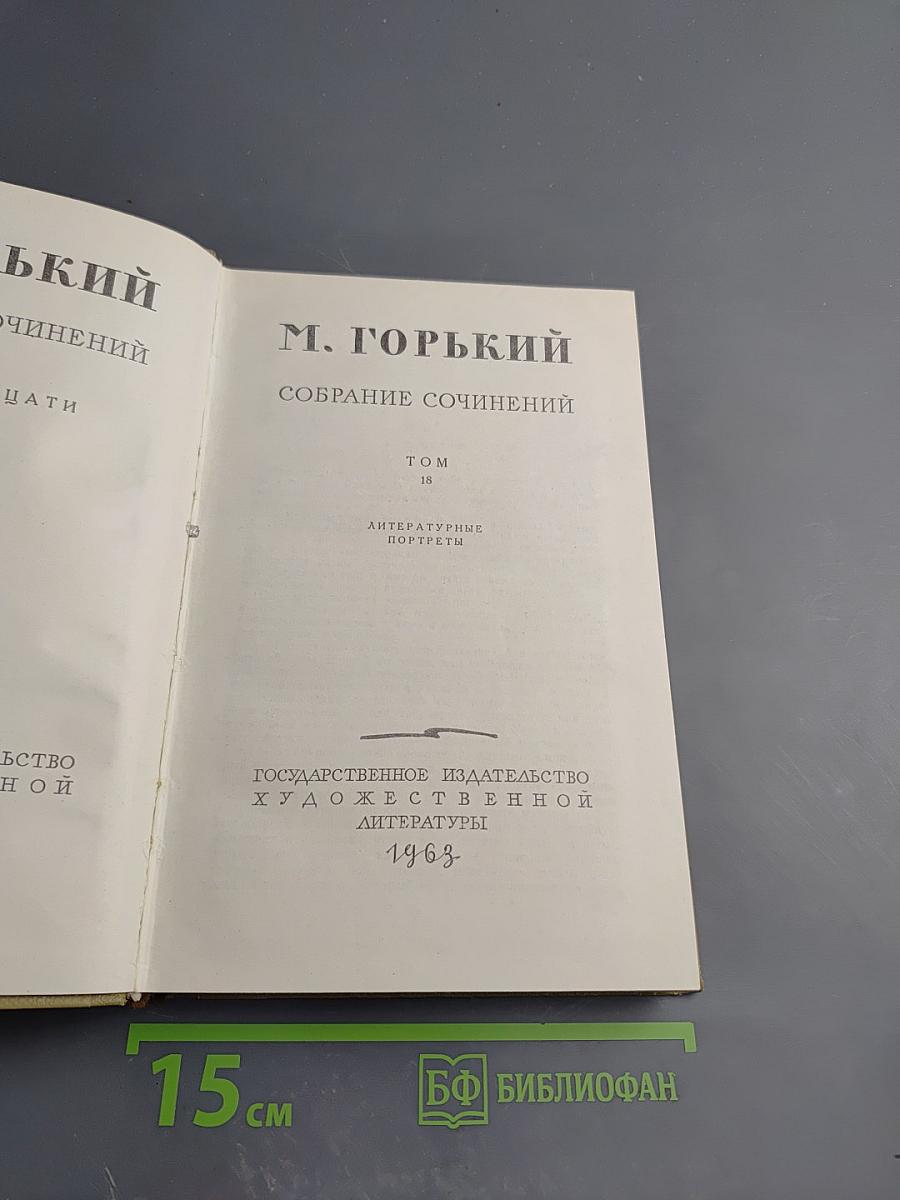 ЬКИЙ
ОЧИНЕНИЙ
ЦАТИ
ЬСТВО
НОЙ
М. ГОРЬКИЙ
СОБРАНИЕ СОЧИНЕНИЙ
ТОМ
18
ЛИТЕРАТУРНЫЕ
ПОРТРЕТЫ
ГОСУДАРСТВЕННОЕ ИЗДАТЕЛЬСТВО
ХУДОЖЕСТВЕННОЙ
ЛИТЕРАТУРЫ
1963
15 см
БФ БИБЛИОФАН